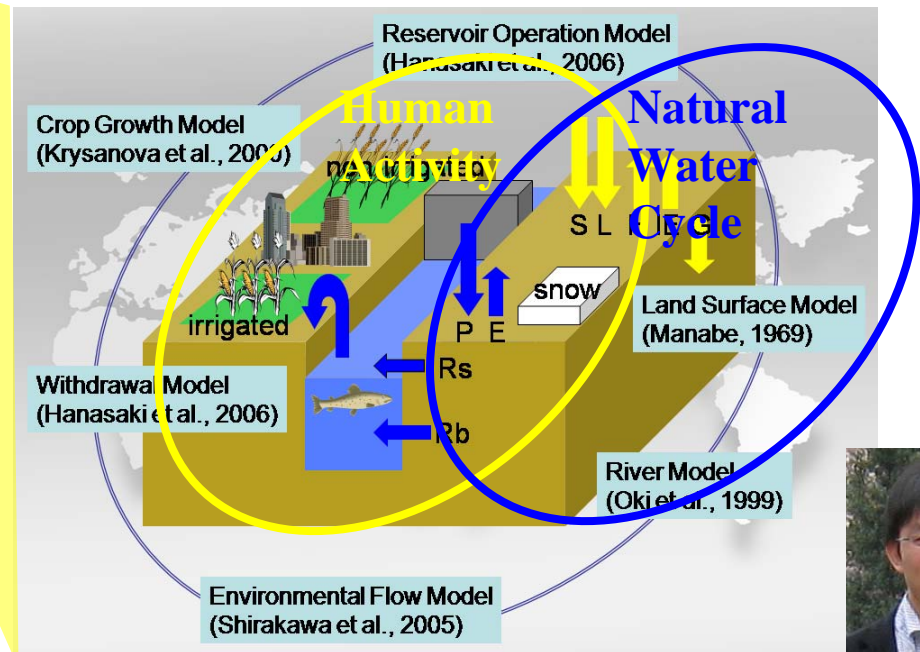 Reservoir Operation Model
(Hanasaki et al., 2006)
Human
Activity
Natural
Water
Cycle
Crop Growth Model
(Krysanova et al., 2000)
non irrigated
S L H E G
snow
Land Surface Model
(Manabe, 1969)
irrigated
P E
Rs
Withdrawal Model
(Hanasaki et al., 2006)
Rb
River Model
(Oki et al., 1999)
Environmental Flow Model
(Shirakawa et al., 2005)